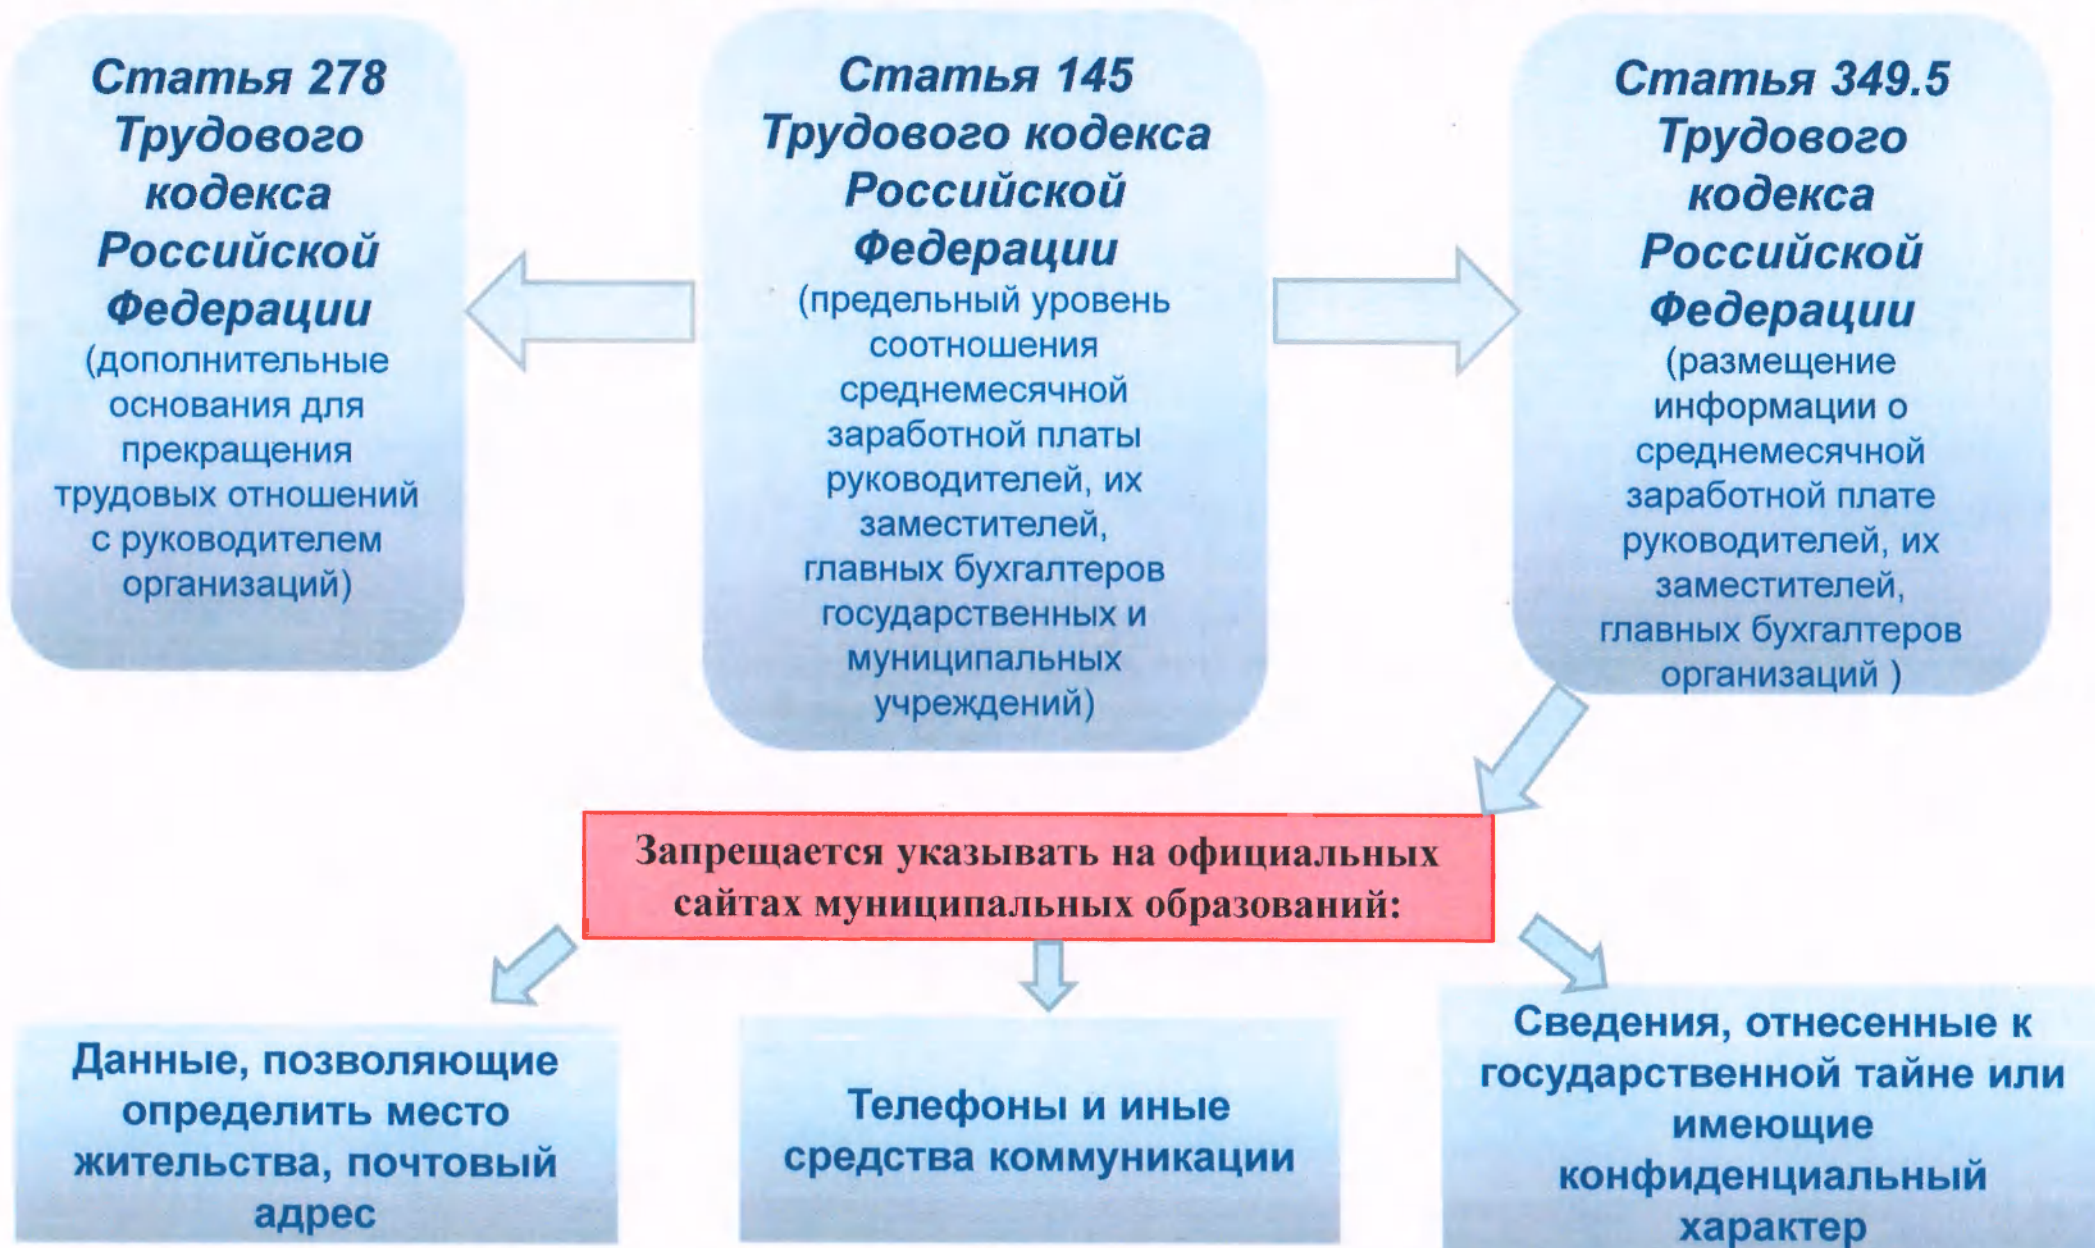 Статья 278
Трудового
кодекса
Российской
Федерации
(дополнительные
основания для
прекращения
трудовых отношений
с руководителем
организаций)
Статья 145
Трудового кодекса
Российской
Федерации
(предельный уровень
соотношения
среднемесячной
заработной платы
руководителей, их
заместителей,
главных бухгалтеров
государственных и
муниципальных
учреждений)
Статья 349.5
Трудового
кодекса
Российской
Федерации
(размещение
информации о
среднемесячной
заработной плате
руководителей, их
заместителей,
главных бухгалтеров
организаций )
Запрещается указывать на официальных
сайтах муниципальных образований:
Данные, позволяющие
определить место
жительства, почтовый
адрес
Телефоны и иные
средства коммуникации
Сведения, отнесенные к
государственной тайне или
имеющие
конфиденциальный
характер